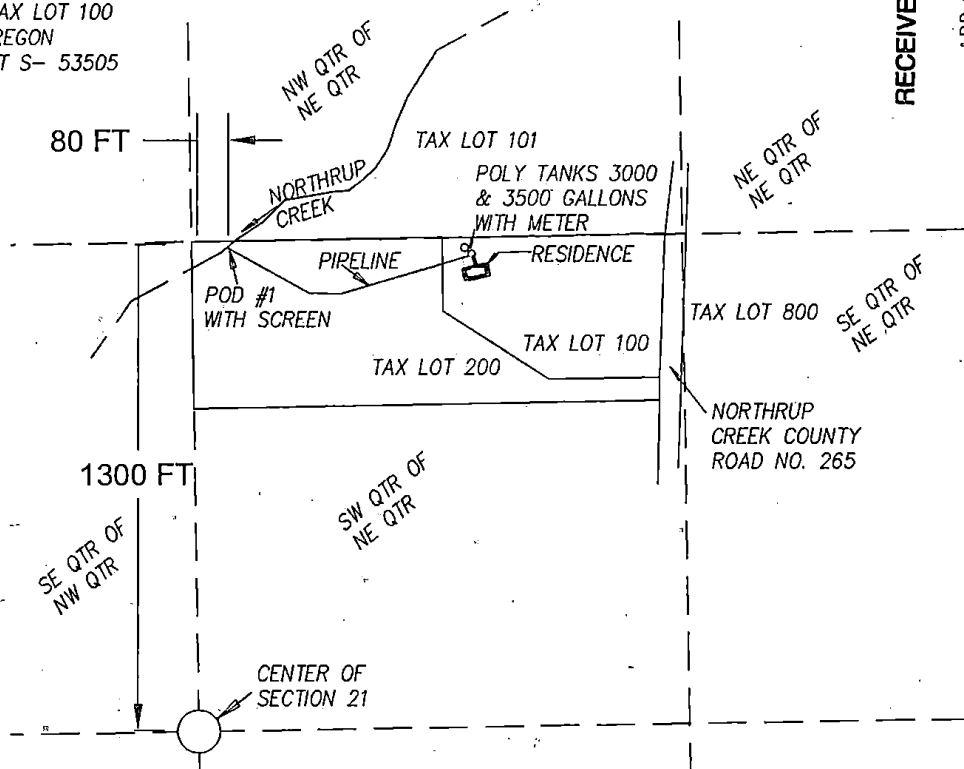 TAX LOT 100
REGON
T S- 53505
RECEIVE
NW QTR OF
NE QTR
80 FT
TAX LOT 101
NE QTR OF
NE QTR
NORTHRUP
CREEK
POLY TANKS 3000
& 3500 GALLONS
WITH METER
RESIDENCE
PIPELINE
POD #1
WITH SCREEN
TAX LOT 800
SE QTR OF
NE QTR
TAX LOT 100
TAX LOT 200
NORTHRUP
CREEK COUNTY
ROAD NO. 265
1300 FT
SW QTR OF
NE QTR
SE QTR OF
NW QTR
CENTER OF
SECTION 21